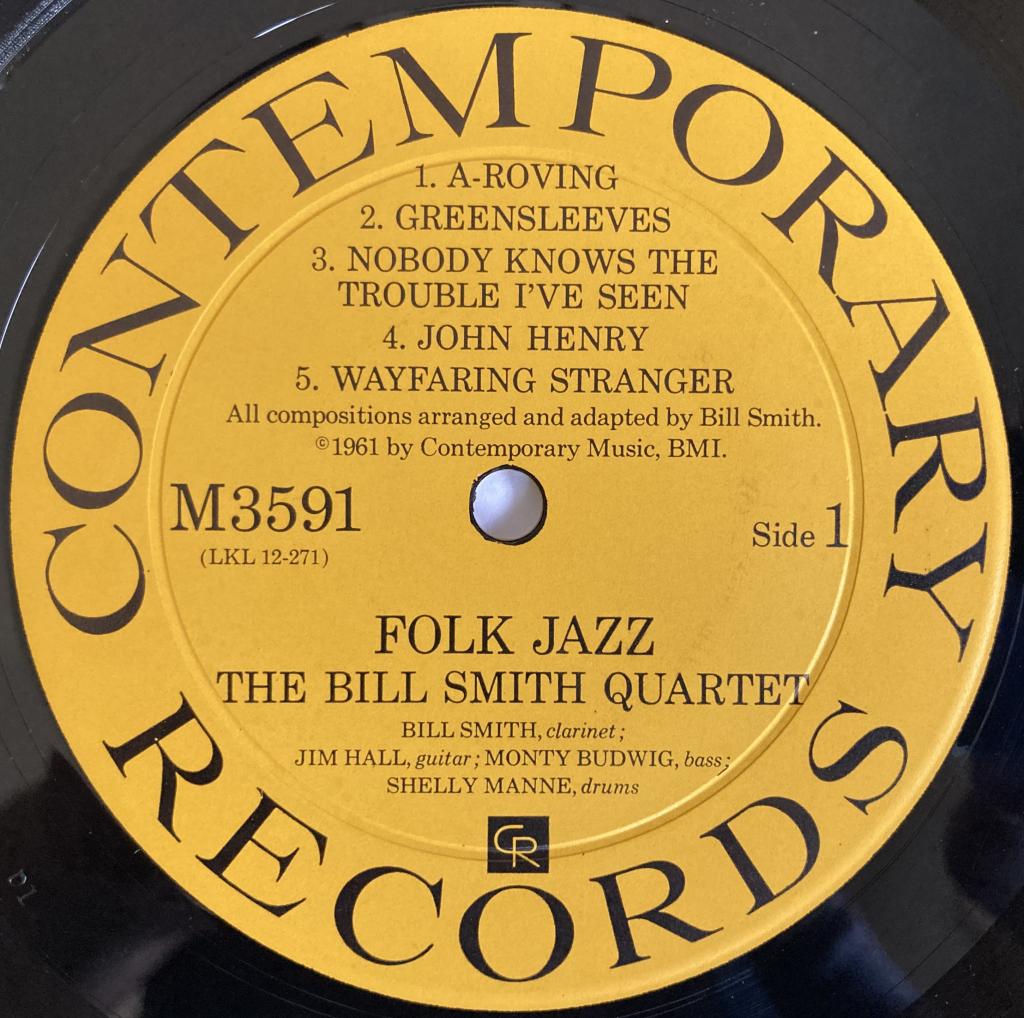 CONTEMPORARY
1. A-ROVING
2. GREENSLEEVES
3. NOBODY KNOWS THE
TROUBLE I'VE SEEN
4. JOHN HENRY
5. WAYFARING STRANGER
All compositions arranged and adapted by Bill Smith.
©1961 by Contemporary Music, BMI.
M3591
(LKL 12-271)
Side 1
FOLK JAZZ
THE BILL SMITH QUARTET
BILL SMITH, clarinet;
JIM HALL, guitar; MONTY BUDWIG, bass;
SHELLY MANNE, drums
CR
RECORDS